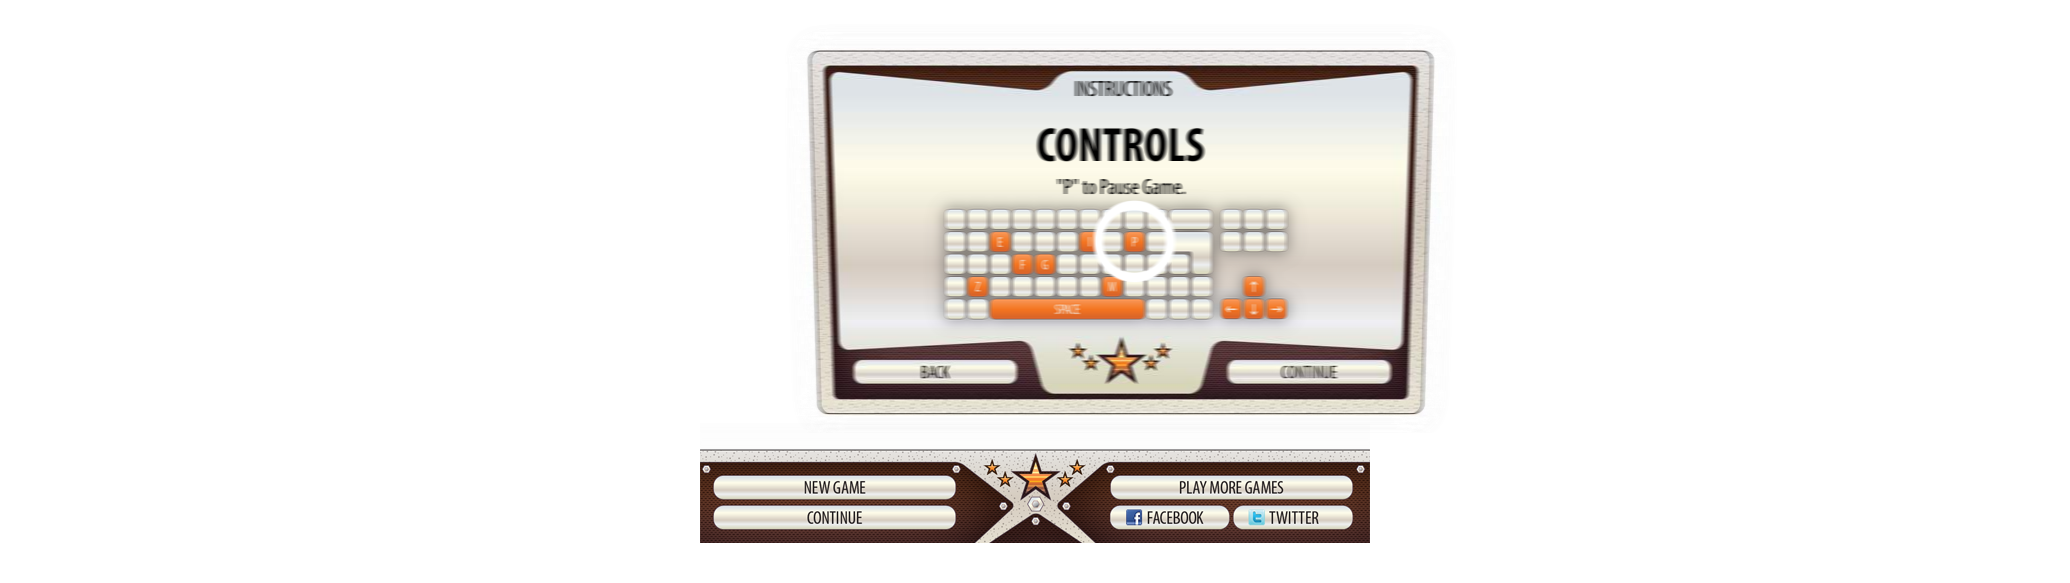 INSTRUCTIONS
CONTROLS
"P" to Pause Game.
SPACE
BACK
CONTINUE
NEW GAME
PLAY MORE GAMES
CONTINUE
FACEBOOK
TWITTER